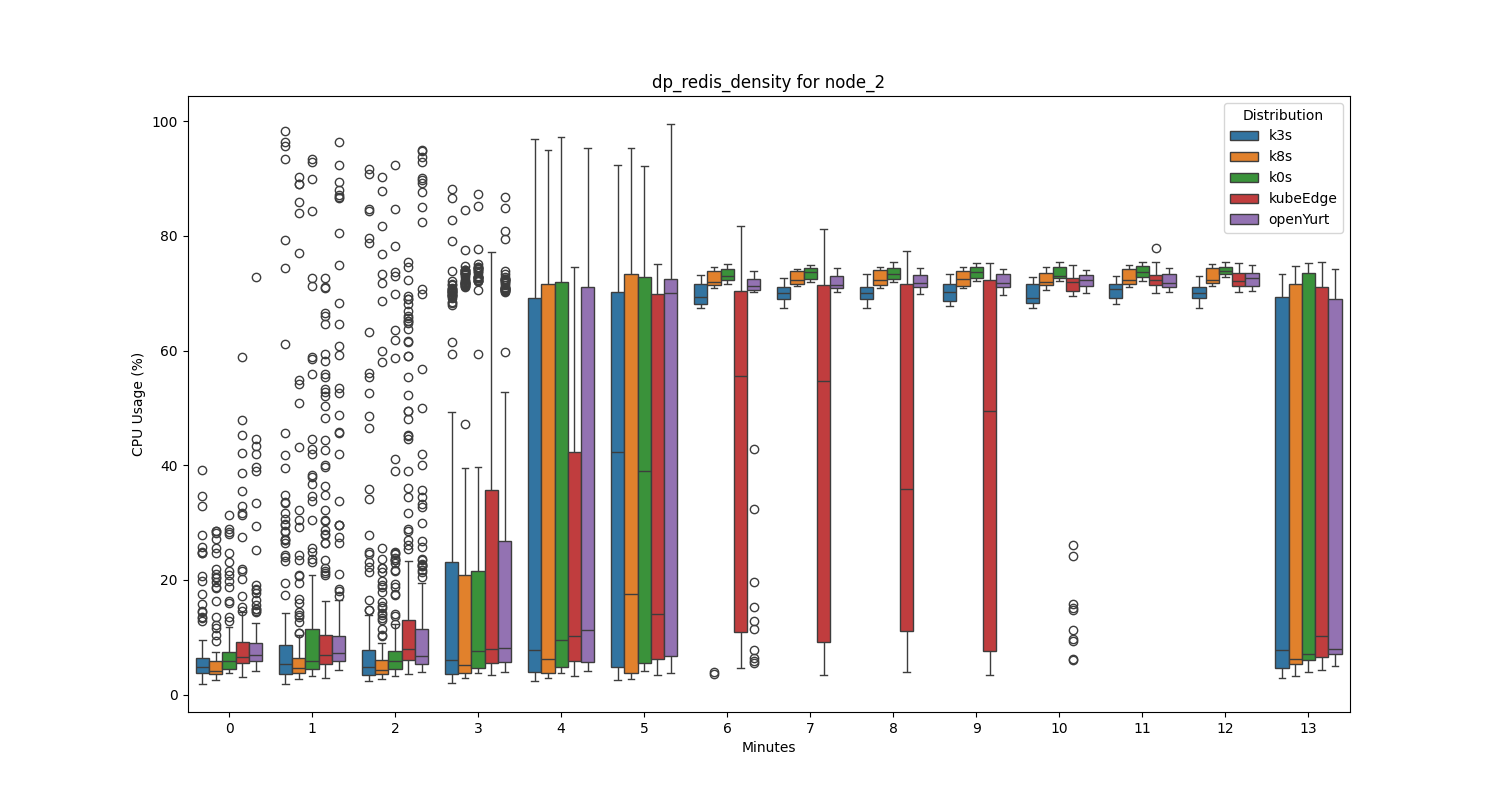 dp_redis_density for node_2
CPU Usage (%)
100
80
60
40
20
0
Distribution
k3s
k8s
k0s
kubeEdge
openYurt
0 1 2 3 4 5 6 7 8 9 10 11 12 13
Minutes